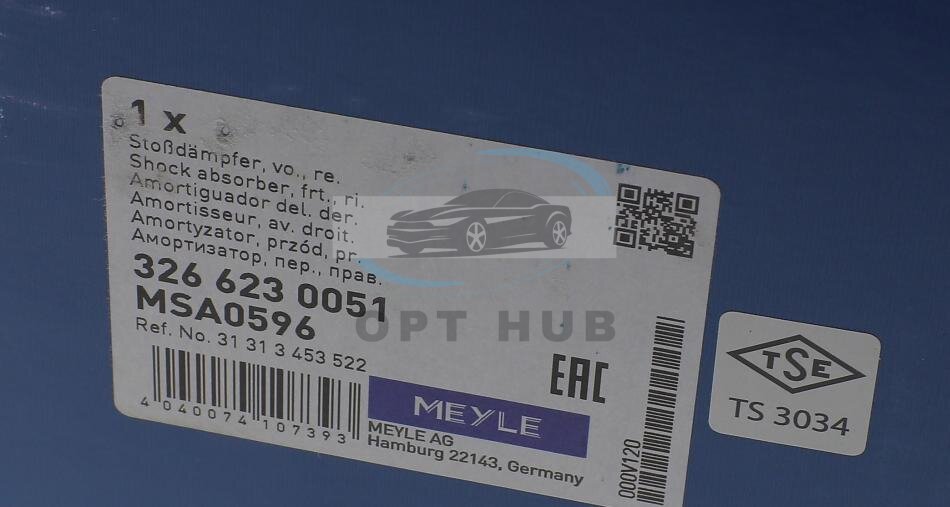 1 x
Stoßdämpfer, vo., re.
Shock absorber, frt., ri.
Amortiguador del. der.
Amortisseur, av. droit.
Amortyzator, przód, pr.
Амортизатор, пер., прав.
326 623 0051
MSA0596
Ref. No. 31 31 3 453 522
4 040074 107393
MEYLE
MEYLE AG
Hamburg 22143, Germany
EAC
000V120
OPT HUB
TSE
TS 3034